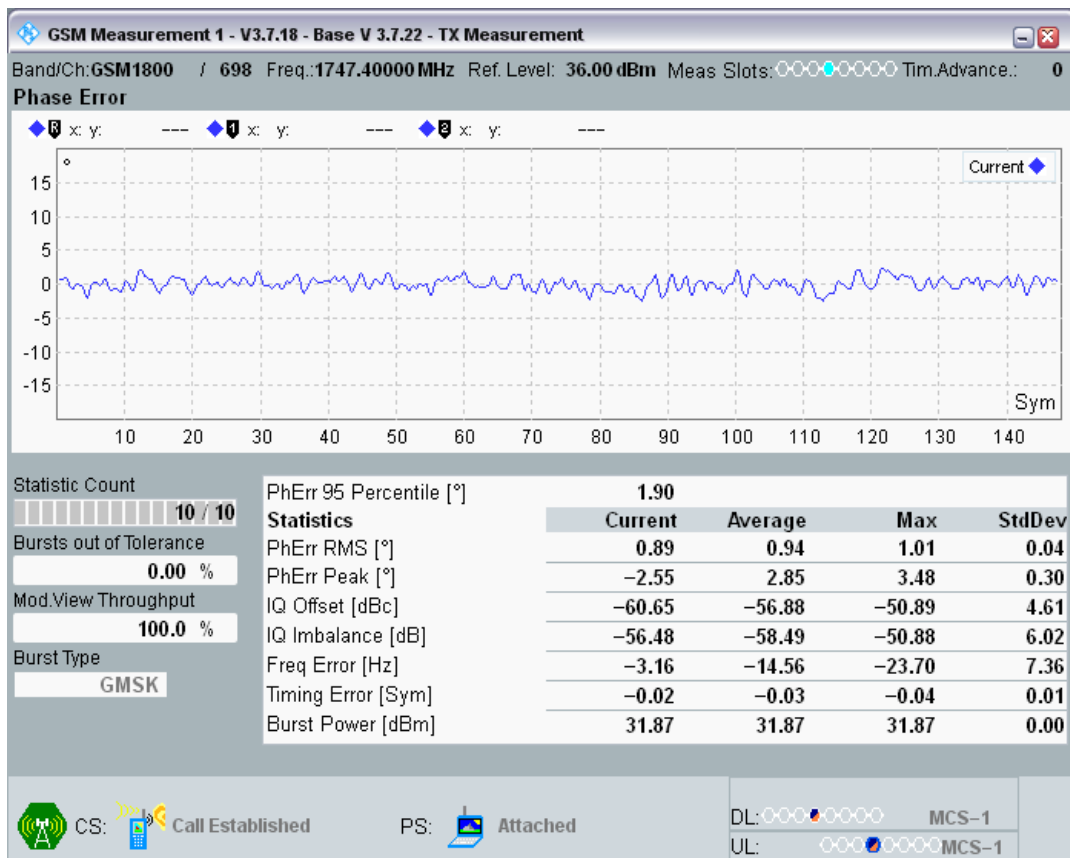 GSM Measurement 1 - V3.7.18 - Base V 3.7.22 - TX Measurement
Band/Ch:GSM1800 / 698 Freq.:1747.40000 MHz Ref. Level: 36.00 dBm Meas Slots: Tim.Advance.: 0
Phase Error
R x: y: --- 1 x: y: --- 2 x: y: ---
° Current
15
10
5
0
-5
-10
-15
Sym
10 20 30 40 50 60 70 80 90 100 110 120 130 140
Statistic Count
10 / 10
Bursts out of Tolerance
0.00 %
Mod.View Throughput
100.0 %
Burst Type
GMSK
PhErr 95 Percentile [°] 1.90
Statistics Current Average Max StdDev
PhErr RMS [°] 0.89 0.94 1.01 0.04
PhErr Peak [°] −2.55 2.85 3.48 0.30
IQ Offset [dBc] −60.65 −56.88 −50.89 4.61
IQ Imbalance [dB] −56.48 −58.49 −50.88 6.02
Freq Error [Hz] −3.16 −14.56 −23.70 7.36
Timing Error [Sym] −0.02 −0.03 −0.04 0.01
Burst Power [dBm] 31.87 31.87 31.87 0.00
CS: Call Established PS: Attached
DL: MCS−1
UL: MCS−1